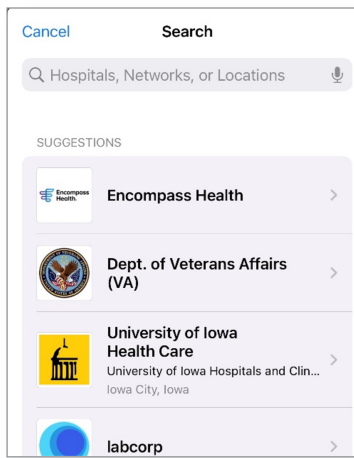 Cancel Search
Hospitals, Networks, or Locations
SUGGESTIONS
Encompass Health.
Encompass Health
Dept. of Veterans Affairs
(VA)
University of Iowa
Health Care
University of Iowa Hospitals and Clin...
Iowa City, Iowa
labcorp